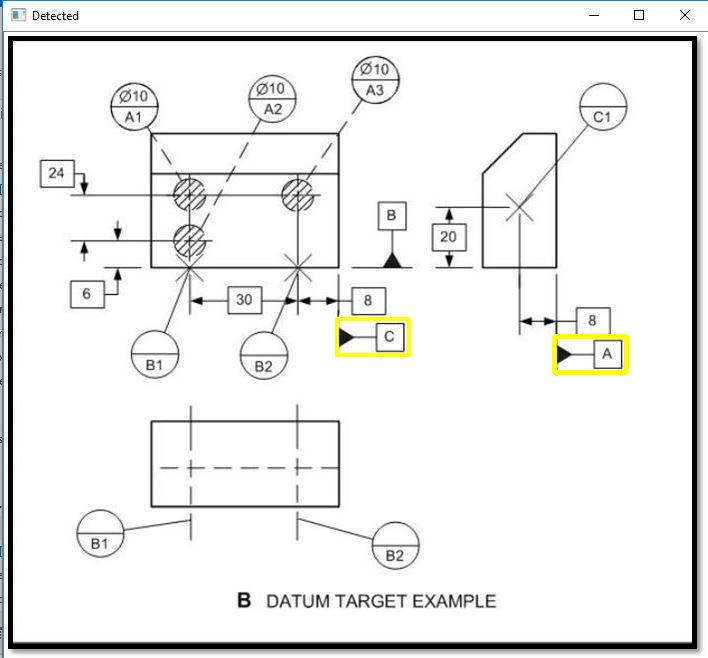 Detected
Ø10
A1
Ø10
A2
Ø10
A3
C1
24
B
20
6
30
8
8
C
A
B1
B2
B1
B2
B DATUM TARGET EXAMPLE